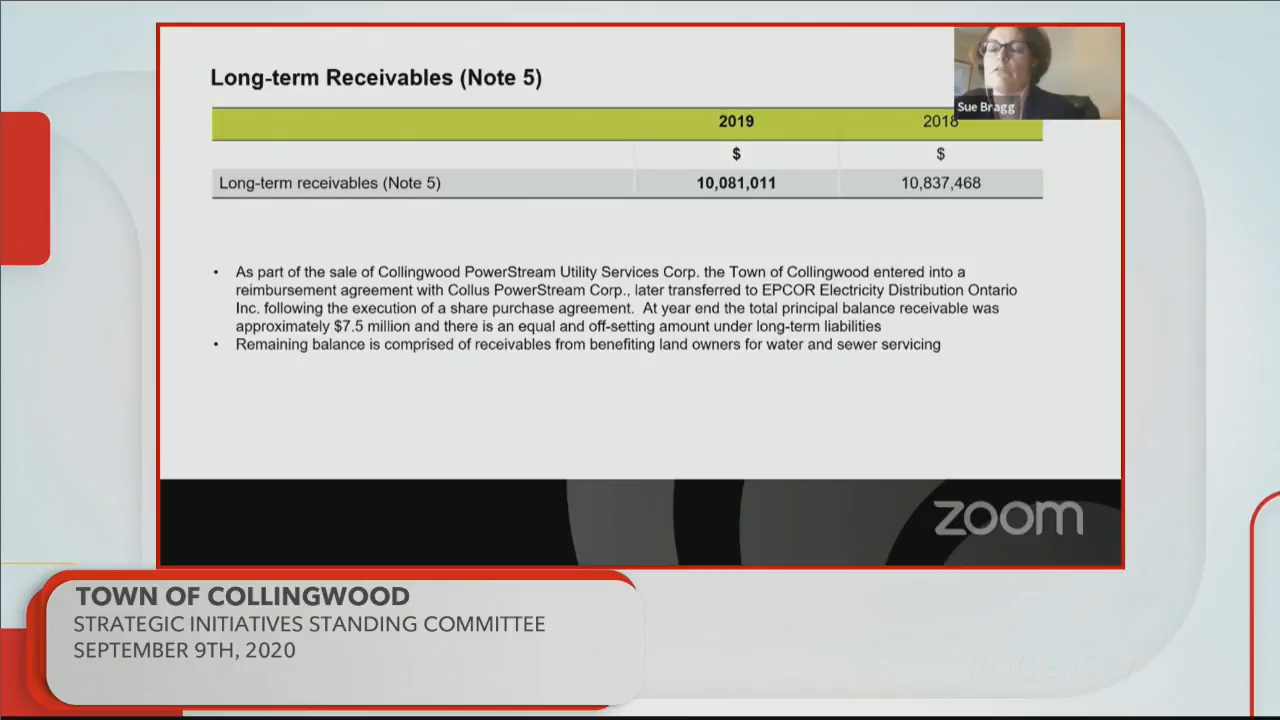 Long-term Receivables (Note 5)
Sue Bragg
2019 2018
$ $
Long-term receivables (Note 5) 10,081,011 10,837,468
• As part of the sale of Collingwood PowerStream Utility Services Corp. the Town of Collingwood entered into a
reimbursement agreement with Collus PowerStream Corp., later transferred to EPCOR Electricity Distribution Ontario
Inc. following the execution of a share purchase agreement. At year end the total principal balance receivable was
approximately $7.5 million and there is an equal and off-setting amount under long-term liabilities
• Remaining balance is comprised of receivables from benefiting land owners for water and sewer servicing
zoom
TOWN OF COLLINGWOOD
STRATEGIC INITIATIVES STANDING COMMITTEE
SEPTEMBER 9TH, 2020
ROGERSTV